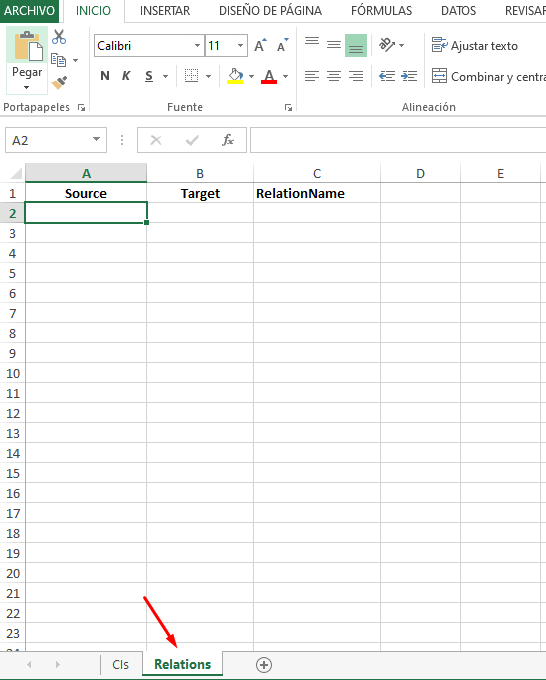 ARCHIVO INICIO INSERTAR DISEÑO DE PÁGINA FÓRMULAS DATOS REVISAR
Pegar
Calibri 11 A A
N K S A
Ajustar texto
Combinar y centra
Portapapeles Fuente Alineación
A2 fx
A B C D E
1 Source Target RelationName
2
3
4
5
6
7
8
9
10
11
12
13
14
15
16
17
18
19
20
21
22
23
24
CIs Relations